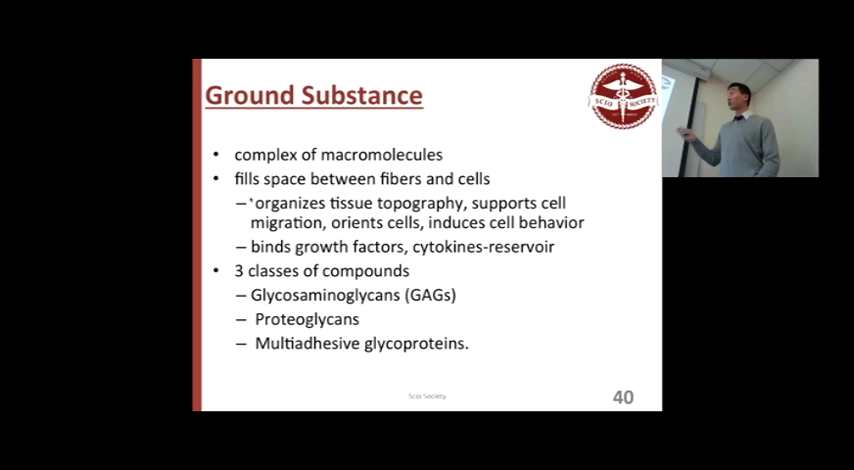 Ground Substance
SCIO SOCIETY
• complex of macromolecules
• fills space between fibers and cells
– 'organizes tissue topography, supports cell
migration, orients cells, induces cell behavior
– binds growth factors, cytokines-reservoir
• 3 classes of compounds
– Glycosaminoglycans (GAGs)
– Proteoglycans
– Multiadhesive glycoproteins.
Scio Society
40